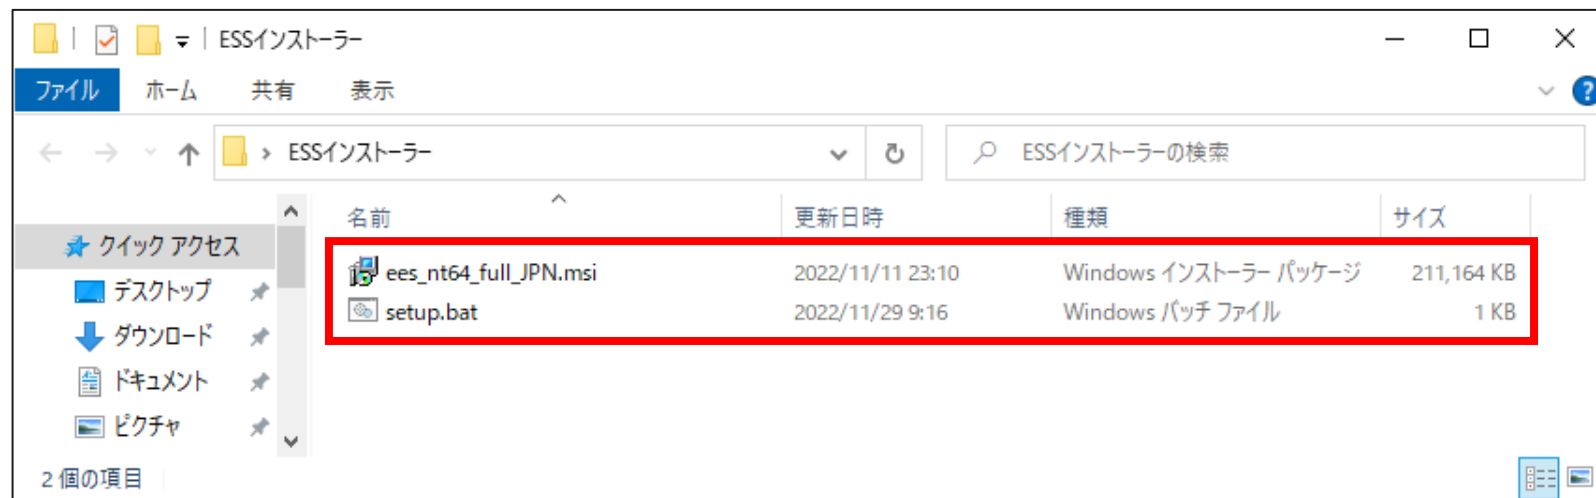 ESSインストーラー
ファイル ホーム 共有 表示
ESSインストーラー ESSインストーラーの検索
名前 更新日時 種類 サイズ
クイック アクセス
ees_nt64_full_JPN.msi 2022/11/11 23:10 Windows インストーラー パッケージ 211,164 KB
デスクトップ
setup.bat 2022/11/29 9:16 Windows バッチ ファイル 1 KB
ダウンロード
ドキュメント
ピクチャ
2 個の項目